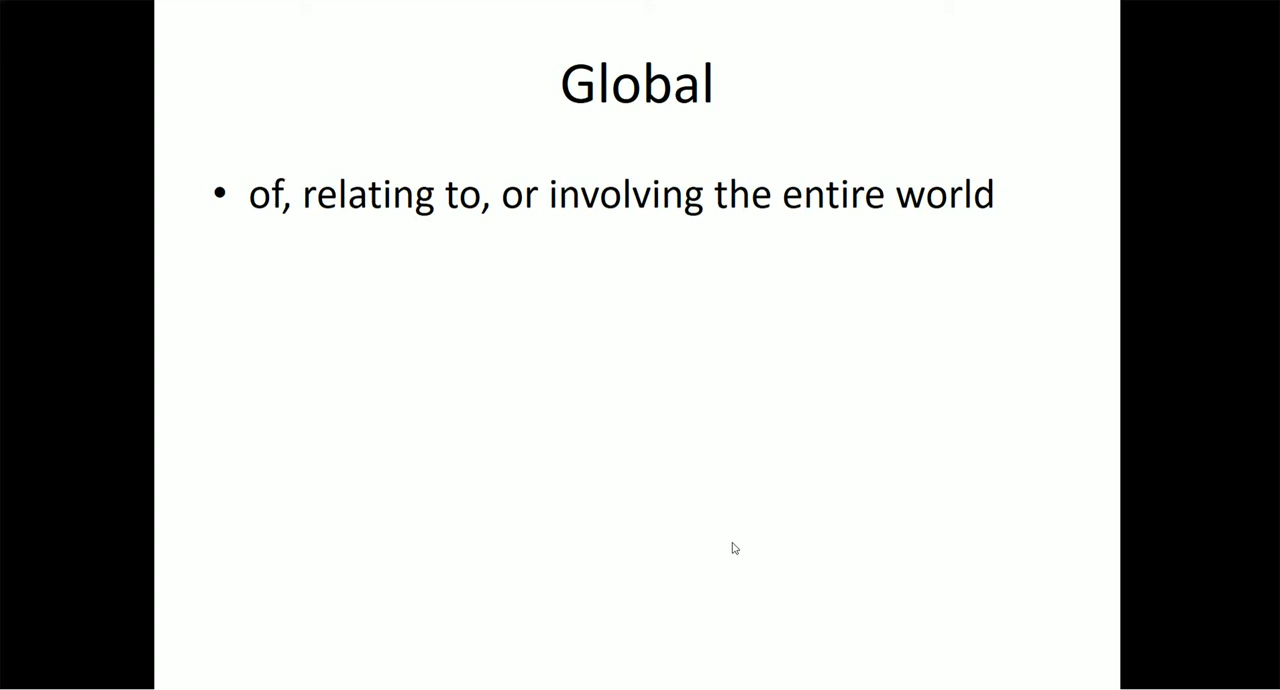 Global
• of, relating to, or involving the entire world